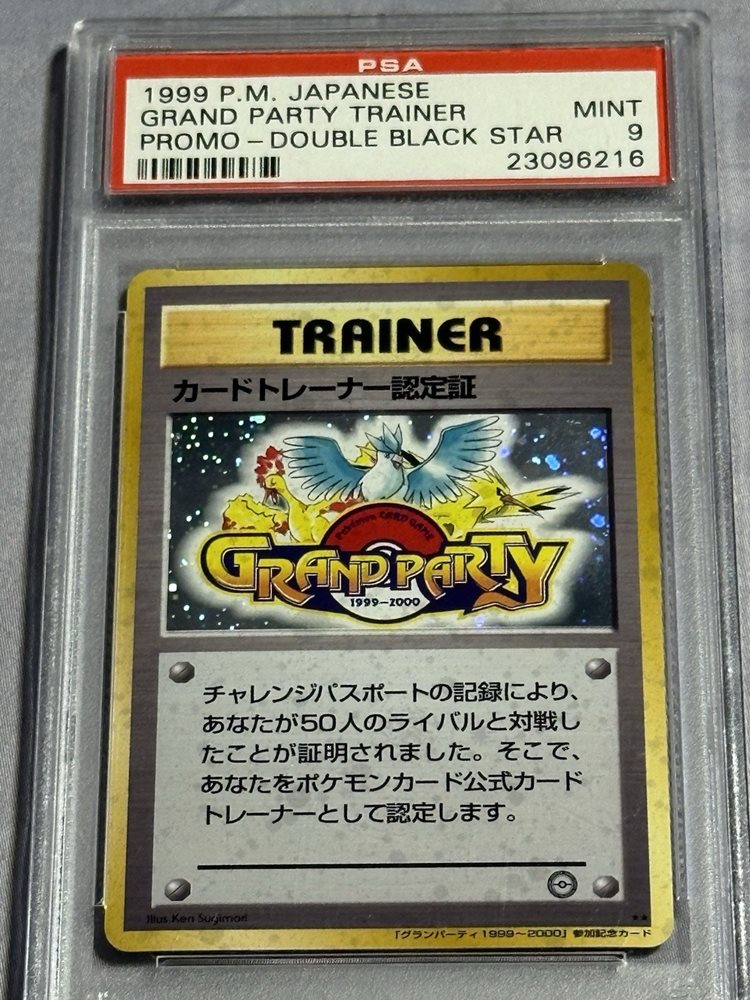 PSA
1999 P.M. JAPANESE
GRAND PARTY TRAINER MINT
PROMO-DOUBLE BLACK STAR 9
23096216
TRAINER
カードトレーナー認定証
Pokémon CARD GAME
GRAND PARTY
1999-2000
チャレンジパスポートの記録により、
あなたが50人のライバルと対戦し
たことが証明されました。そこで、
あなたをポケモンカード公式カード
トレーナーとして認定します。
Illus. Ken Sugimori
★★
「グランパーティ1999〜2000」参加記念カード